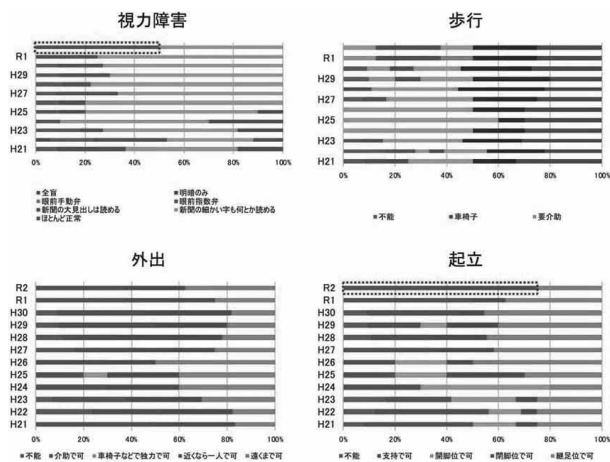 視力障害
R1
H29
H27
H25
H23
H21
0% 20% 40% 60% 80% 100%
■全盲 ■明暗のみ
■眼前手動弁 ■眼前指数弁
■新聞の大見出しは読める ■新聞の細かい字も何とか読める
■ほとんど正常
歩行
R1
H29
H27
H25
H23
H21
0% 20% 40% 60% 80% 100%
■不能 ■車椅子 ■要介助
外出
R2
R1
H30
H29
H28
H27
H26
H25
H24
H23
H22
H21
0% 20% 40% 60% 80% 100%
■不能 ■介助で可 ■車椅子などで独力で可 ■近くなら一人で可 ■遠くまで可
起立
R2
R1
H30
H29
H28
H27
H26
H25
H24
H23
H22
H21
0% 20% 40% 60% 80% 100%
■不能 ■支持で可 ■開脚位で可 ■閉脚位で可 ■継足位で可